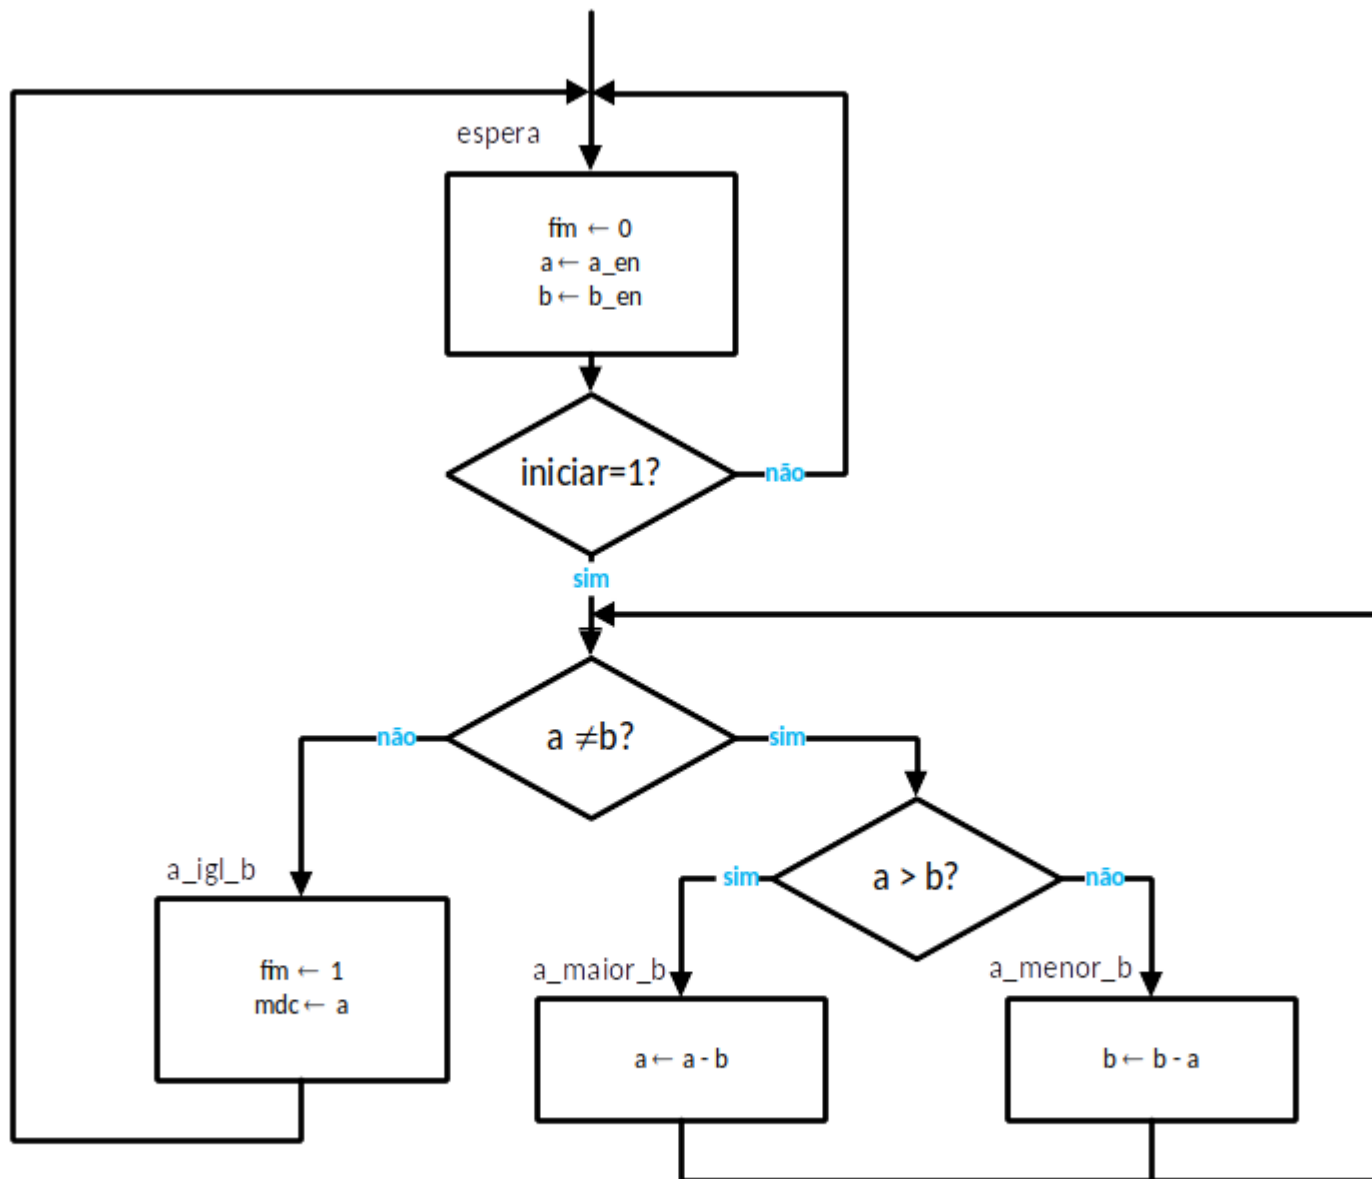 espera
fim ← 0
a ← a_en
b ← b_en
iniciar=1?
não
sim
a ≠b?
não
sim
a > b?
sim
não
a_igl_b
fim ← 1
mdc ← a
a_maior_b
a ← a - b
a_menor_b
b ← b - a